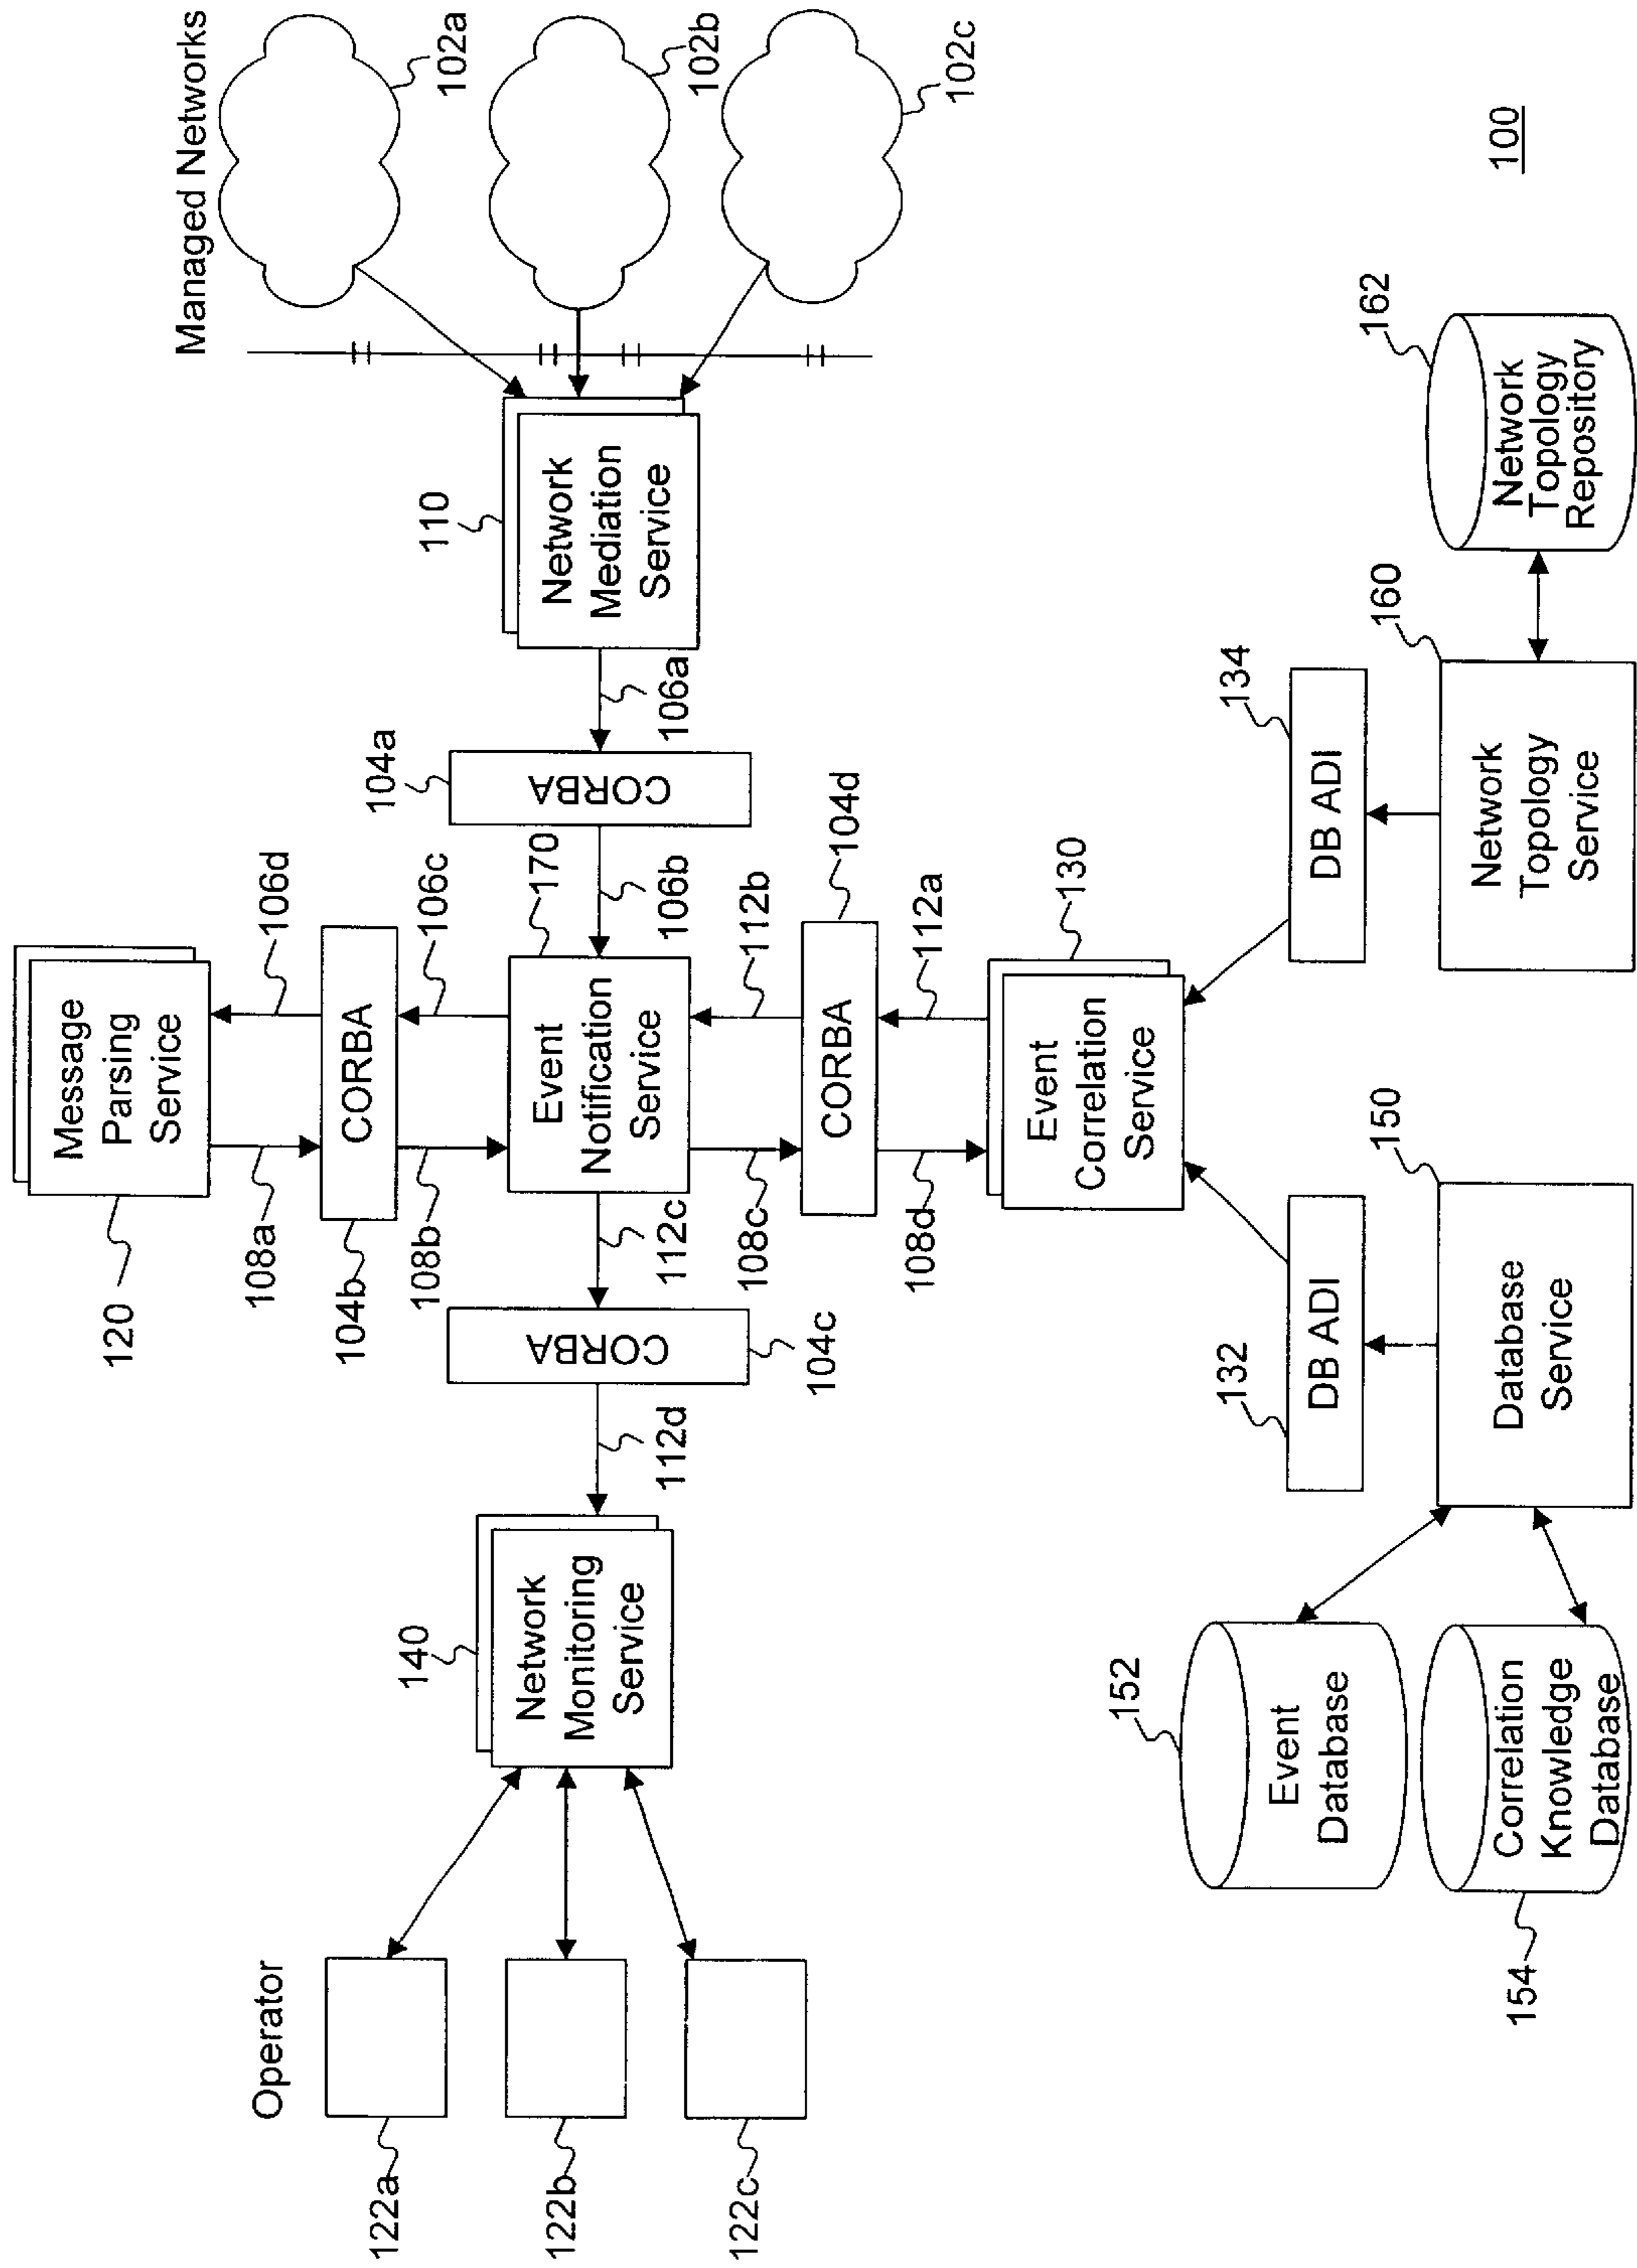 Operator
122a
122b
122c
140
Network
Monitoring
Service
112d
CORBA
104c
112c
120
Message
Parsing
Service
108a
106d
104b
CORBA
108b
106c
170
Event
Notification
Service
106b
104a
CORBA
106a
110
Network
Mediation
Service
Managed Networks
102a
102b
102c
108c
112b
104d
CORBA
108d
112a
130
Event
Correlation
Service
132
DB ADI
134
DB ADI
152
Event
Database
154
Correlation
Knowledge
Database
150
Database
Service
160
Network
Topology
Service
162
Network
Topology
Repository
100